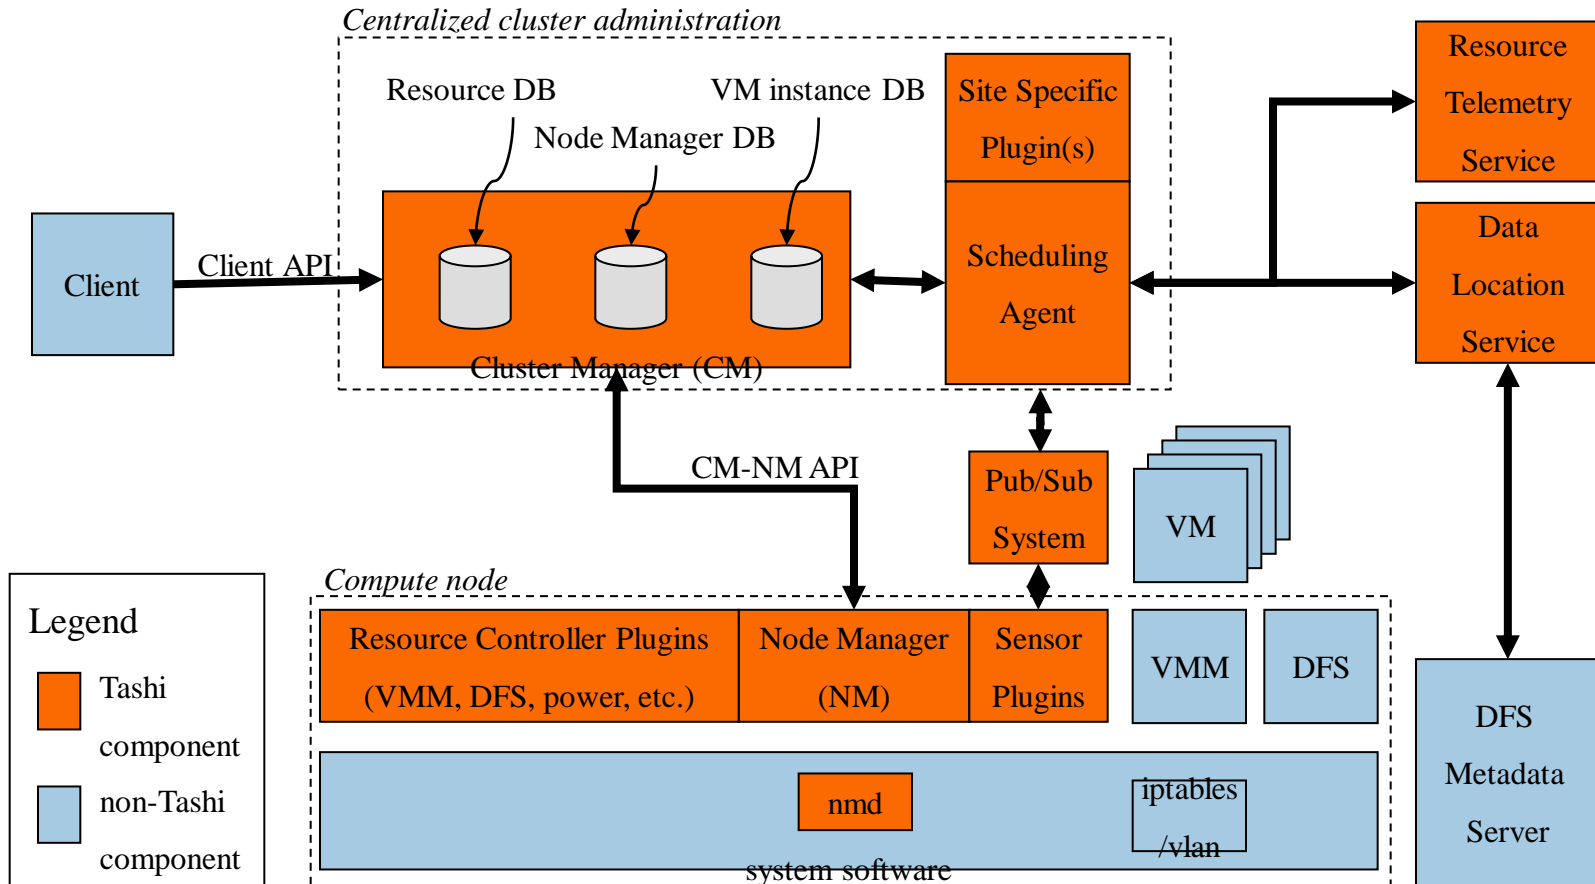 Centralized cluster administration
Resource DB
VM instance DB
Node Manager DB
Site Specific
Plugin(s)
Resource
Telemetry
Service
Client
Client API
Scheduling
Agent
Data
Location
Service
Cluster Manager (CM)
CM-NM API
Pub/Sub
System
VM
Compute node
Legend
Tashi
component
non-Tashi
component
Resource Controller Plugins
(VMM, DFS, power, etc.)
Node Manager
(NM)
Sensor
Plugins
VMM
DFS
DFS
Metadata
Server
nmd
iptables
/vlan
system software